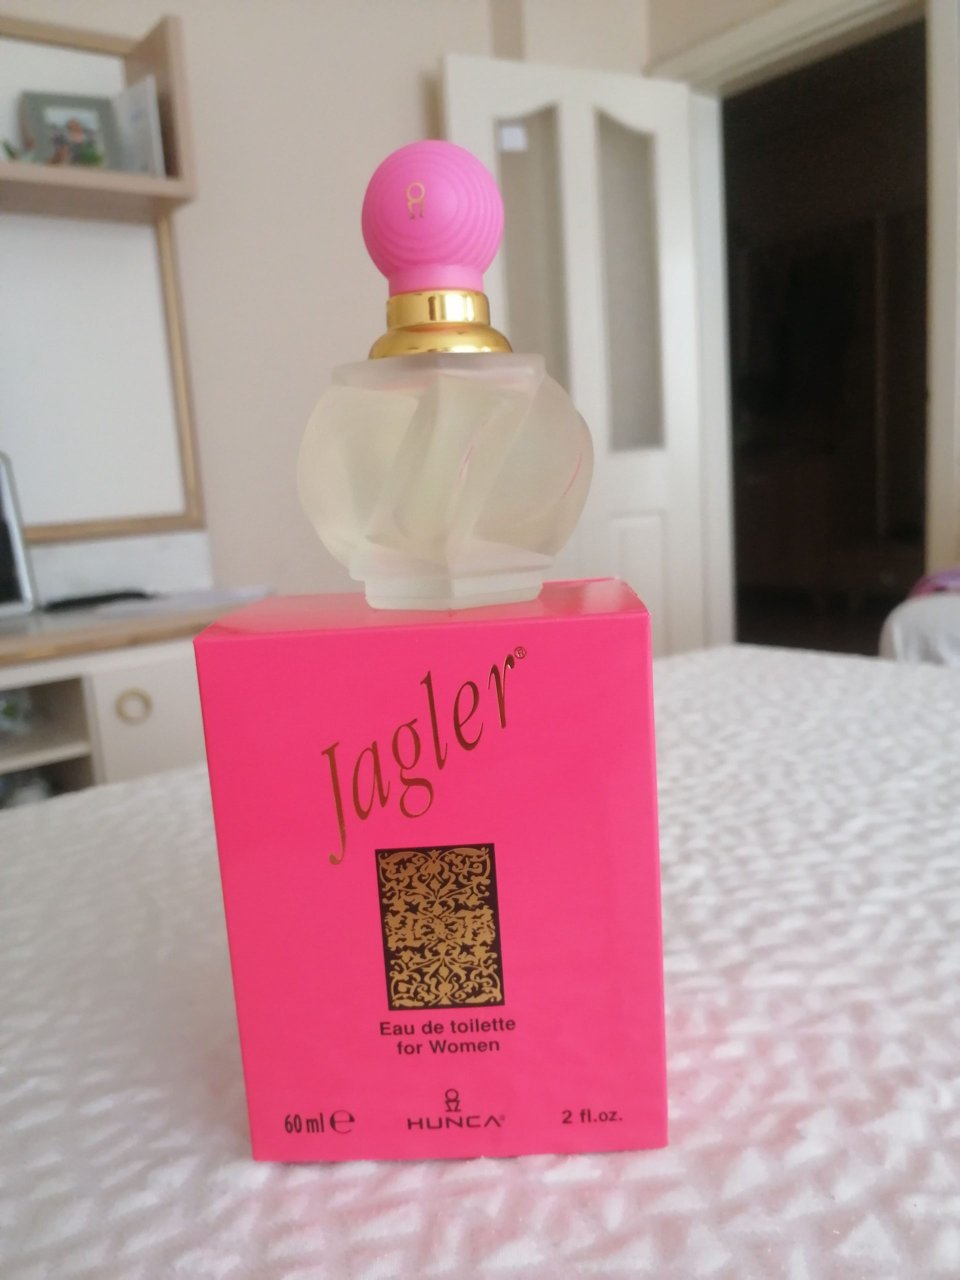 Jagler®
Eau de toilette
for Women
60 ml ℮
HUNCA®
2 fl.oz.